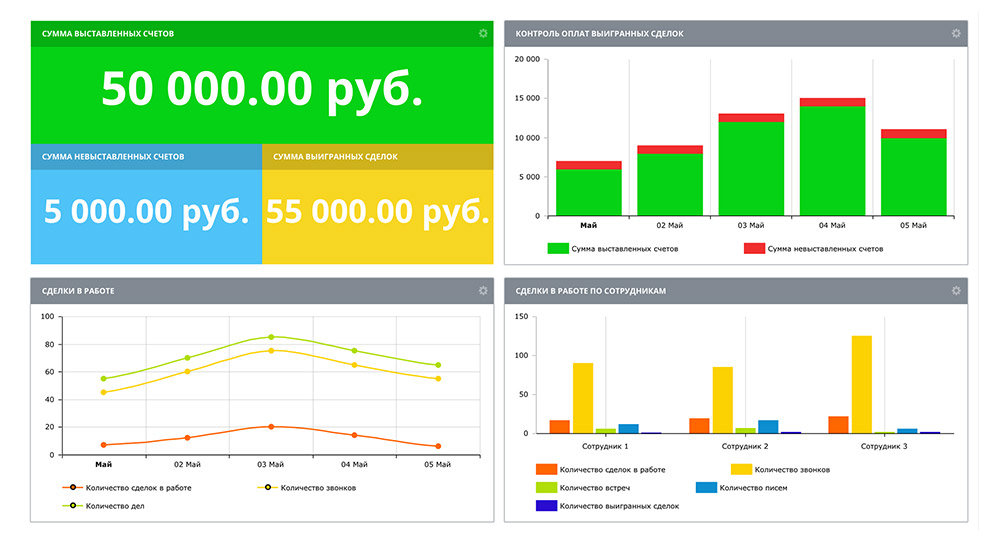 СУММА ВЫСТАВЛЕННЫХ СЧЕТОВ
50 000.00 руб.
СУММА НЕВЫСТАВЛЕННЫХ СЧЕТОВ
5 000.00 руб.
СУММА ВЫИГРАННЫХ СДЕЛОК
55 000.00 руб.
КОНТРОЛЬ ОПЛАТ ВЫИГРАННЫХ СДЕЛОК
20 000
15 000
10 000
5 000
0
Май 02 Май 03 Май 04 Май 05 Май
Сумма выставленных счетов Сумма невыставленных счетов
СДЕЛКИ В РАБОТЕ
100
80
60
40
20
0
Май 02 Май 03 Май 04 Май 05 Май
Количество сделок в работе Количество звонков
Количество дел
СДЕЛКИ В РАБОТЕ ПО СОТРУДНИКАМ
150
100
50
0
Сотрудник 1 Сотрудник 2 Сотрудник 3
Количество сделок в работе Количество звонков
Количество встреч Количество писем
Количество выигранных сделок